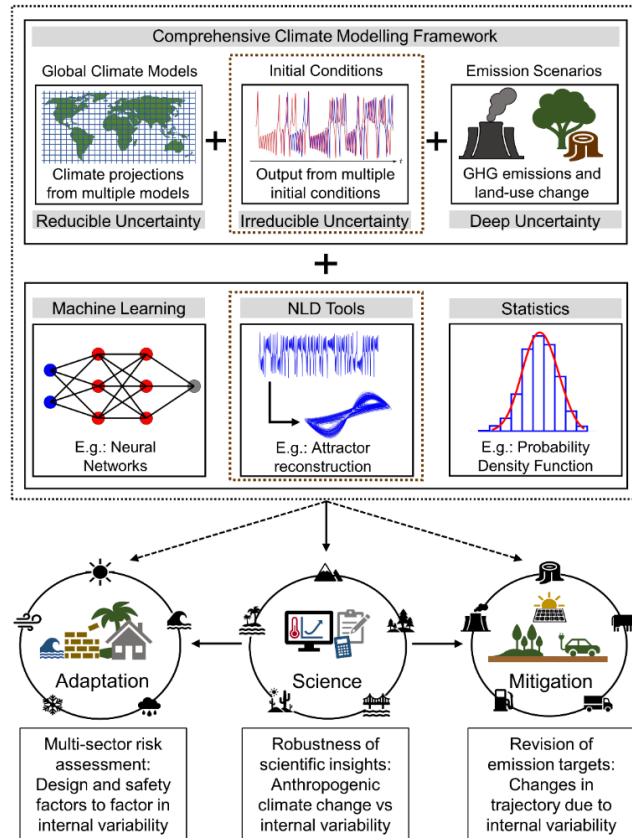 Comprehensive Climate Modelling Framework
Global Climate Models
Climate projections
from multiple models
Reducible Uncertainty
+
Initial Conditions
t
Output from multiple
initial conditions
Irreducible Uncertainty
+
Emission Scenarios
GHG emissions and
land-use change
Deep Uncertainty
+
Machine Learning
E.g.: Neural
Networks
NLD Tools
E.g.: Attractor
reconstruction
Statistics
E.g.: Probability
Density Function
Adaptation
Science
Mitigation
Multi-sector risk
assessment:
Design and safety
factors to factor in
internal variability
Robustness of
scientific insights:
Anthropogenic
climate change vs
internal variability
Revision of
emission targets:
Changes in
trajectory due to
internal variability